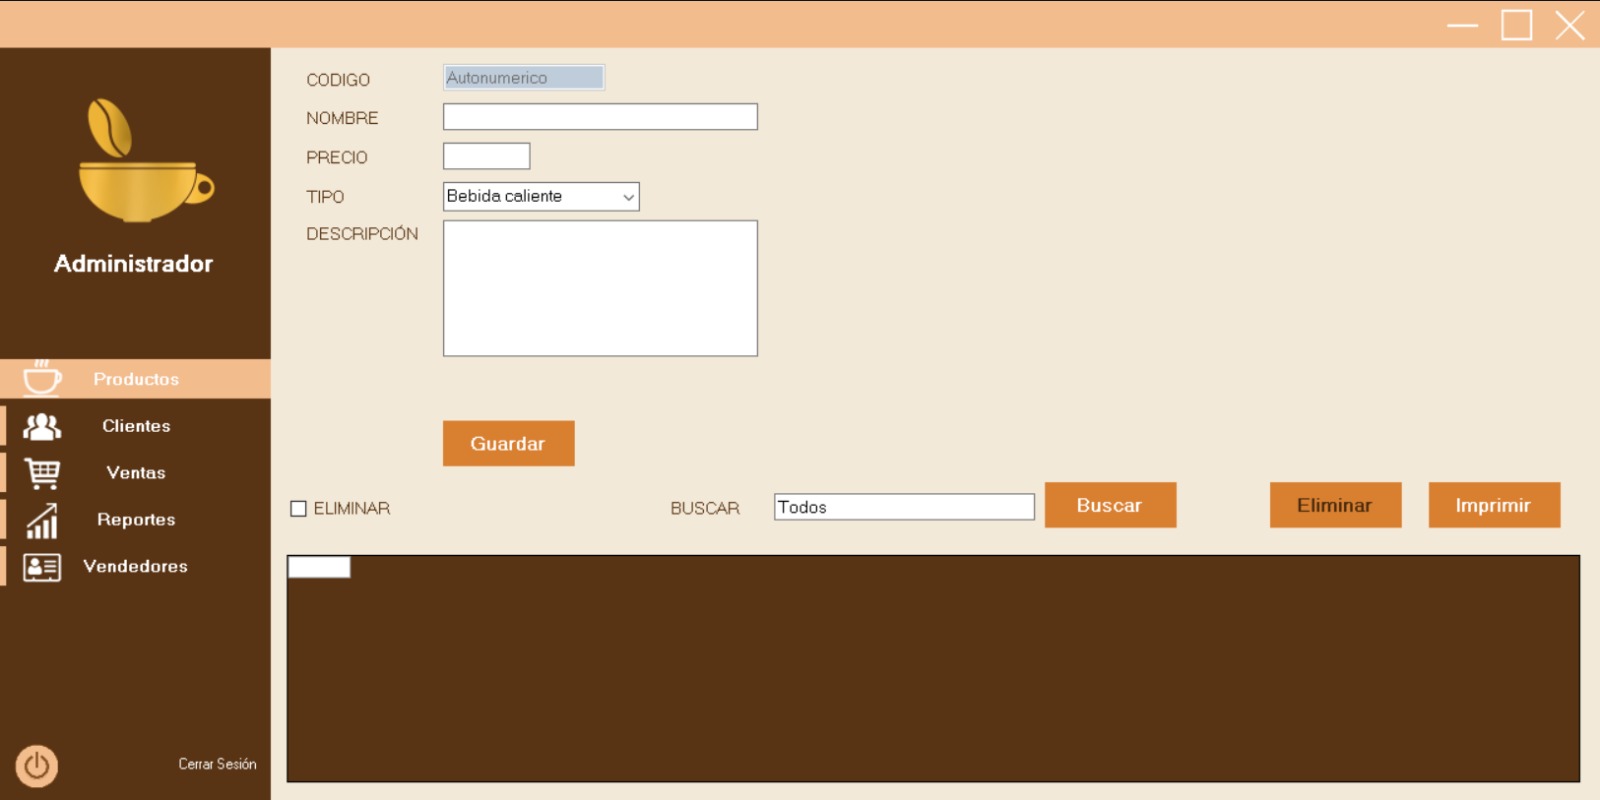 CODIGO Autonumerico
NOMBRE
PRECIO
TIPO Bebida caliente
DESCRIPCIÓN
Administrador
Productos
Clientes
Ventas
Reportes
Vendedores
Cerrar Sesión
Guardar
ELIMINAR BUSCAR Todos Buscar Eliminar Imprimir